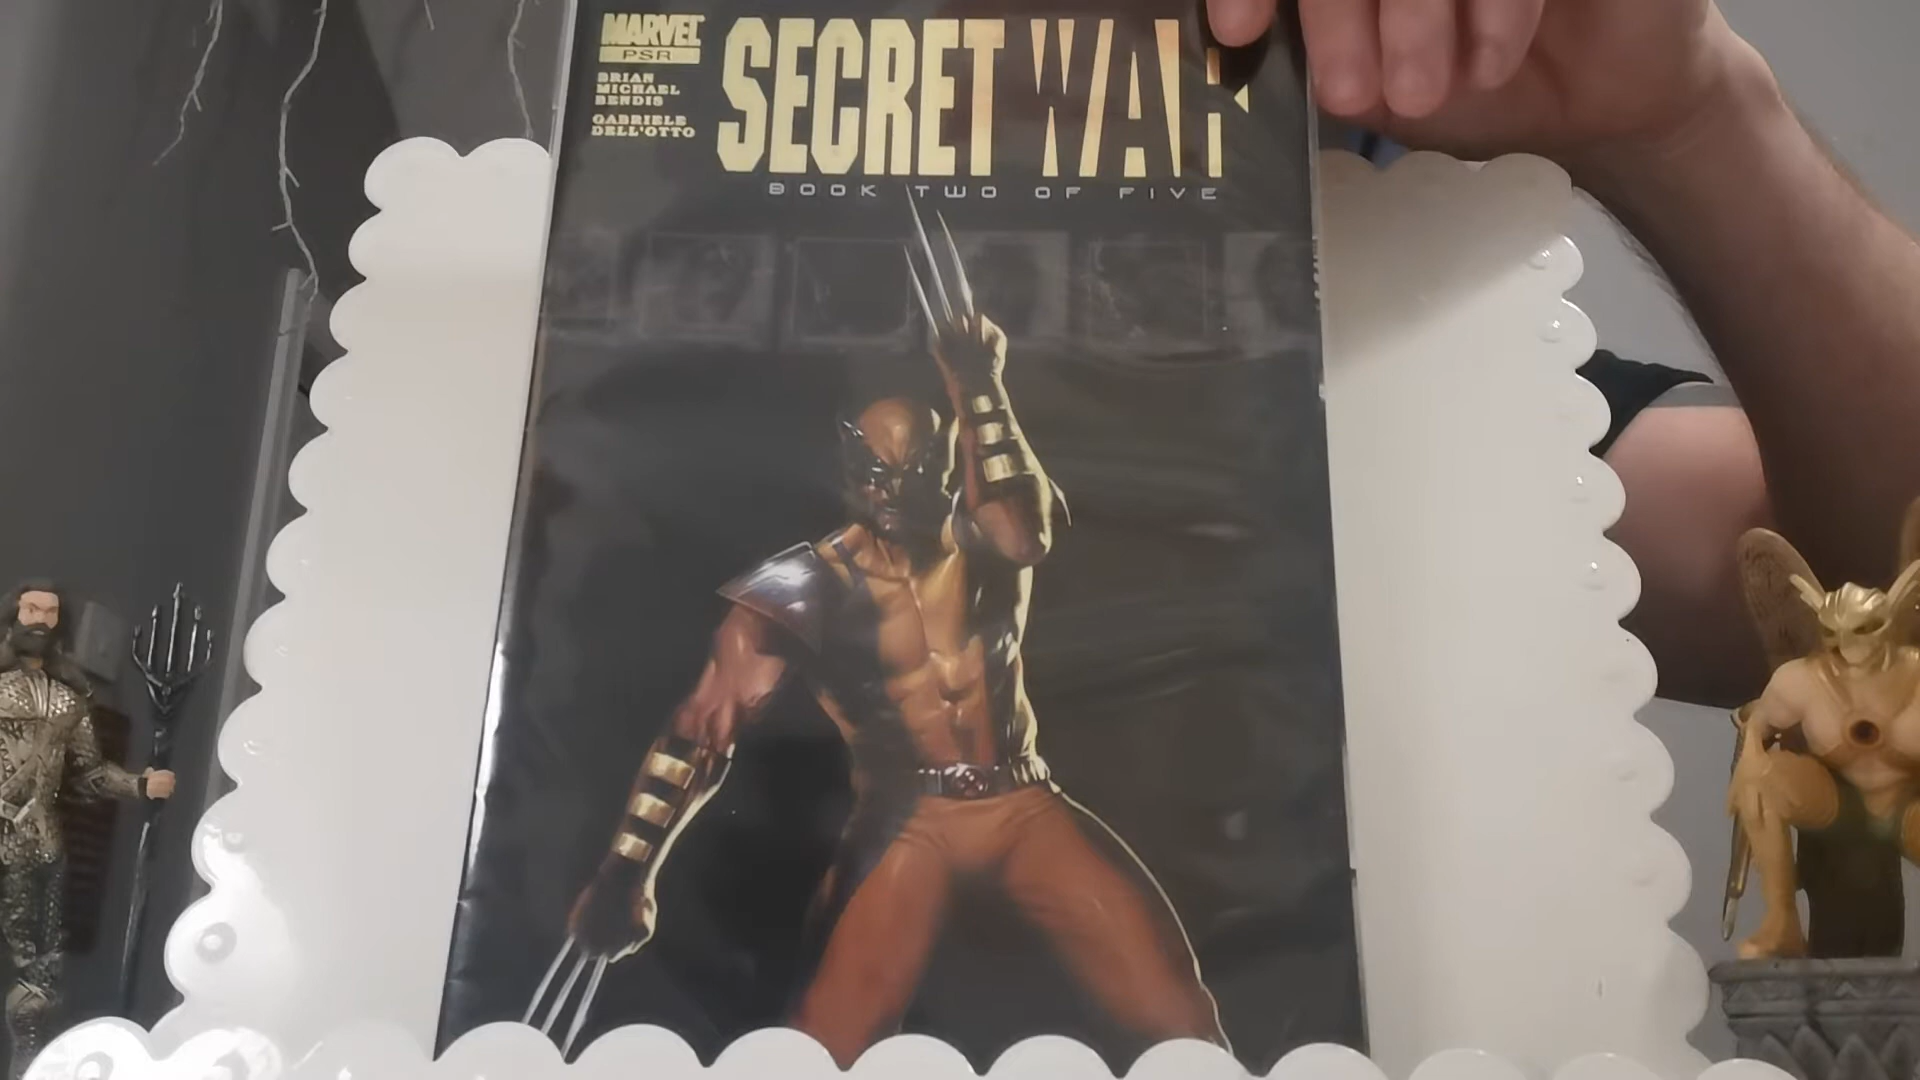 MARVEL
PSR
BRIAN
MICHAEL
BENDIS
GABRIELE
DELL'OTTO
SECRET WAR
BOOK TWO OF FIVE